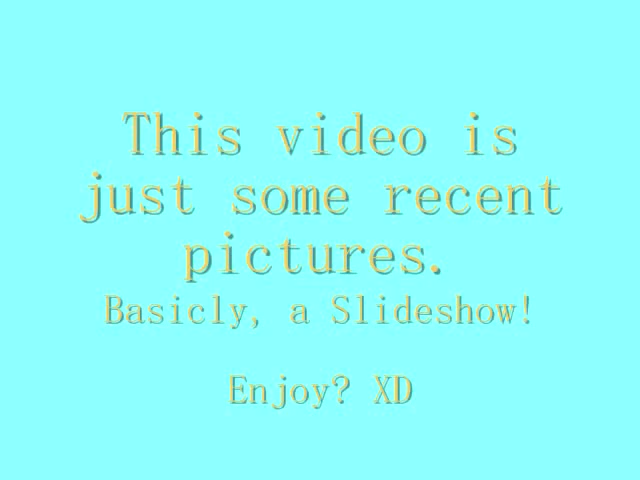 This video is
just some recent
pictures.
Basicly, a Slideshow!
Enjoy? XD